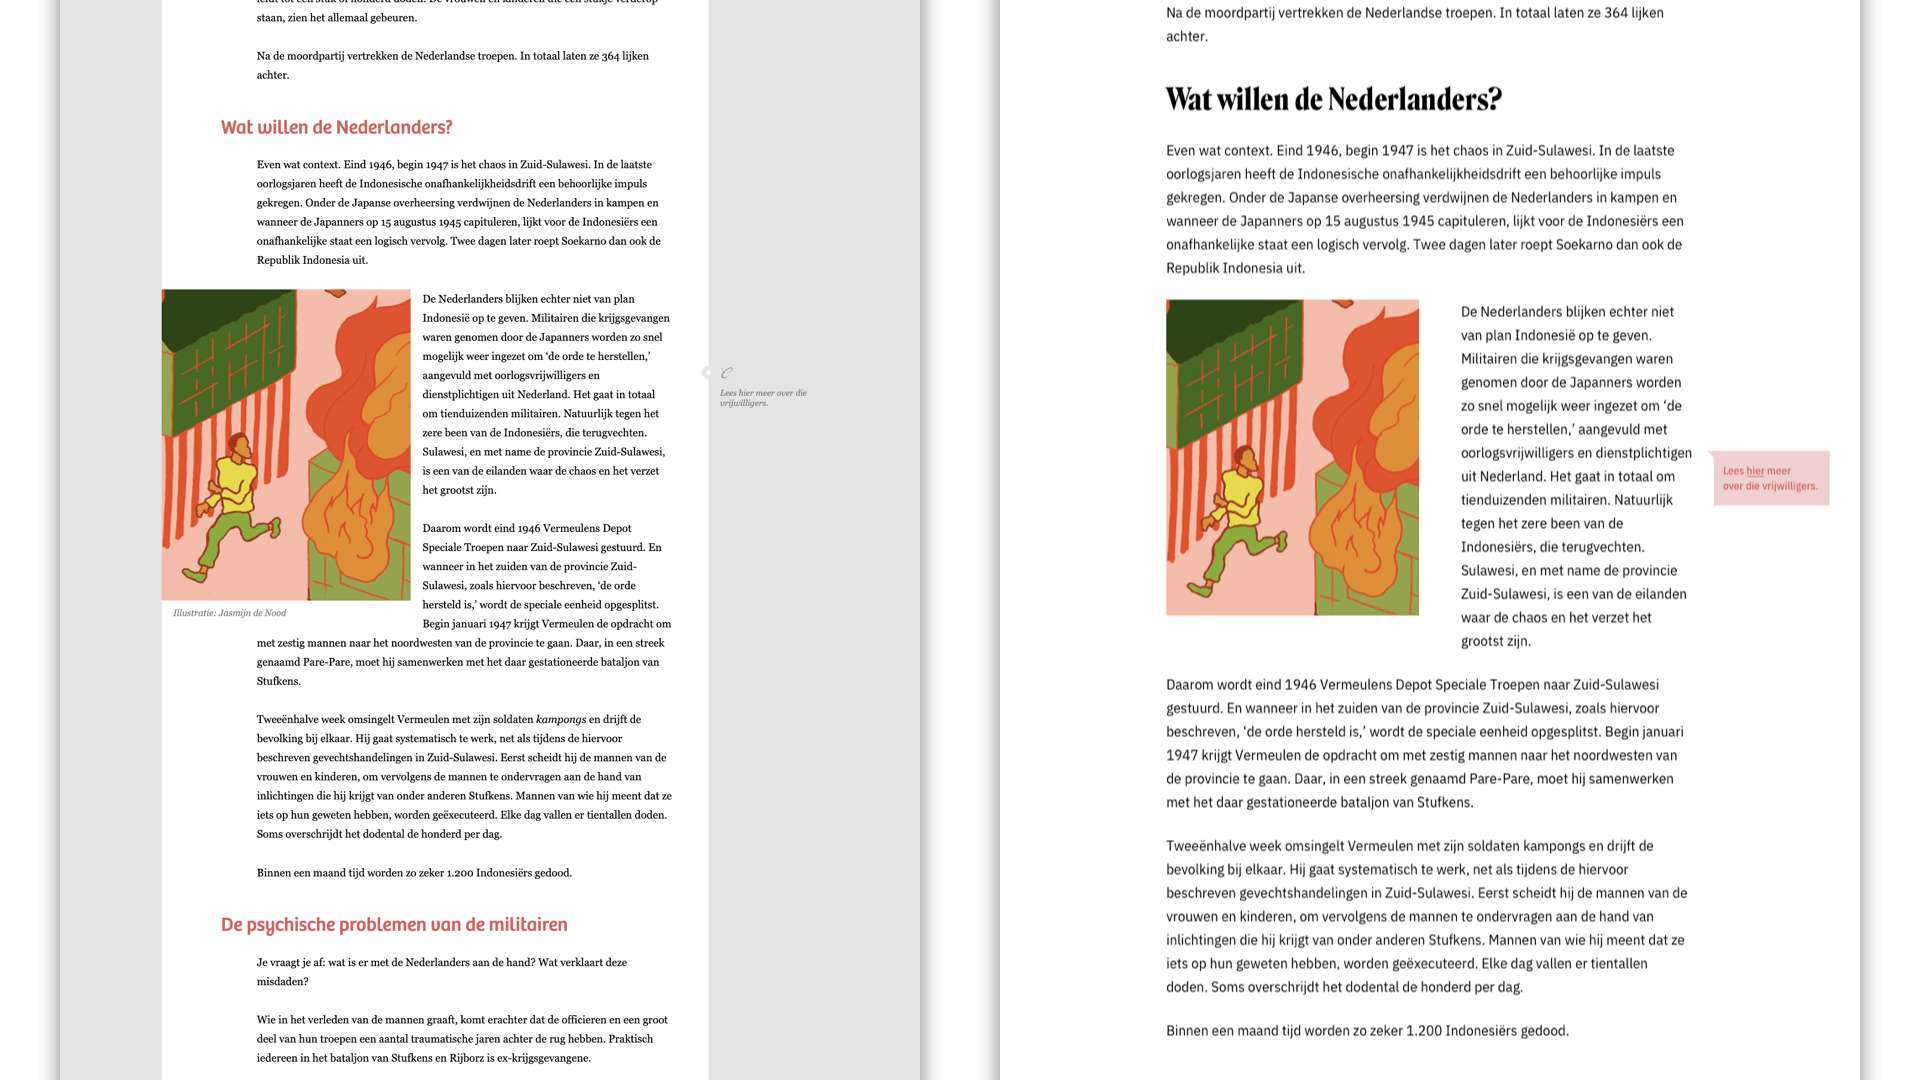 staan, zien het allemaal gebeuren.
Na de moordpartij vertrekken de Nederlandse troepen. In totaal laten ze 364 lijken
achter.
Wat willen de Nederlanders?
Even wat context. Eind 1946, begin 1947 is het chaos in Zuid-Sulawesi. In de laatste
oorlogsjaren heeft de Indonesische onafhankelijkheidsdrift een behoorlijke impuls
gekregen. Onder de Japanse overheersing verdwijnen de Nederlanders in kampen en
wanneer de Japanners op 15 augustus 1945 capituleren, lijkt voor de Indonesiërs een
onafhankelijke staat een logisch vervolg. Twee dagen later roept Soekarno dan ook de
Republik Indonesia uit.
De Nederlanders blijken echter niet van plan
Indonesië op te geven. Militairen die krijgsgevangen
waren genomen door de Japanners worden zo snel
mogelijk weer ingezet om ‘de orde te herstellen,’
aangevuld met oorlogsvrijwilligers en
dienstplichtigen uit Nederland. Het gaat in totaal
om tienduizenden militairen. Natuurlijk tegen het
zere been van de Indonesiërs, die terugvechten.
Sulawesi, en met name de provincie Zuid-Sulawesi,
is een van de eilanden waar de chaos en het verzet
het grootst zijn.
Lees hier meer over die
vrijwilligers.
Daarom wordt eind 1946 Vermeulens Depot
Speciale Troepen naar Zuid-Sulawesi gestuurd. En
wanneer in het zuiden van de provincie Zuid-
Sulawesi, zoals hiervoor beschreven, ‘de orde
hersteld is,’ wordt de speciale eenheid opgesplitst.
Begin januari 1947 krijgt Vermeulen de opdracht om
Illustratie: Jasmijn de Nood
met zestig mannen naar het noordwesten van de provincie te gaan. Daar, in een streek
genaamd Pare-Pare, moet hij samenwerken met het daar gestationeerde bataljon van
Stufkens.
Tweeënhalve week omsingelt Vermeulen met zijn soldaten kampongs en drijft de
bevolking bij elkaar. Hij gaat systematisch te werk, net als tijdens de hiervoor
beschreven gevechtshandelingen in Zuid-Sulawesi. Eerst scheidt hij de mannen van de
vrouwen en kinderen, om vervolgens de mannen te ondervragen aan de hand van
inlichtingen die hij krijgt van onder anderen Stufkens. Mannen van wie hij meent dat ze
iets op hun geweten hebben, worden geëxecuteerd. Elke dag vallen er tientallen doden.
Soms overschrijdt het dodental de honderd per dag.
Binnen een maand tijd worden zo zeker 1.200 Indonesiërs gedood.
De psychische problemen van de militairen
Je vraagt je af: wat is er met de Nederlanders aan de hand? Wat verklaart deze
misdaden?
Wie in het verleden van de mannen graaft, komt erachter dat de officieren en een groot
deel van hun troepen een aantal traumatische jaren achter de rug hebben. Praktisch
iedereen in het bataljon van Stufkens en Rijborz is ex-krijgsgevangene.
Na de moordpartij vertrekken de Nederlandse troepen. In totaal laten ze 364 lijken
achter.
Wat willen de Nederlanders?
Even wat context. Eind 1946, begin 1947 is het chaos in Zuid-Sulawesi. In de laatste
oorlogsjaren heeft de Indonesische onafhankelijkheidsdrift een behoorlijke impuls
gekregen. Onder de Japanse overheersing verdwijnen de Nederlanders in kampen en
wanneer de Japanners op 15 augustus 1945 capituleren, lijkt voor de Indonesiërs een
onafhankelijke staat een logisch vervolg. Twee dagen later roept Soekarno dan ook de
Republik Indonesia uit.
De Nederlanders blijken echter niet
van plan Indonesië op te geven.
Militairen die krijgsgevangen waren
genomen door de Japanners worden
zo snel mogelijk weer ingezet om ‘de
orde te herstellen,’ aangevuld met
oorlogsvrijwilligers en dienstplichtigen
uit Nederland. Het gaat in totaal om
tienduizenden militairen. Natuurlijk
tegen het zere been van de
Indonesiërs, die terugvechten.
Sulawesi, en met name de provincie
Zuid-Sulawesi, is een van de eilanden
waar de chaos en het verzet het
grootst zijn.
Lees hier meer
over die vrijwilligers.
Daarom wordt eind 1946 Vermeulens Depot Speciale Troepen naar Zuid-Sulawesi
gestuurd. En wanneer in het zuiden van de provincie Zuid-Sulawesi, zoals hiervoor
beschreven, ‘de orde hersteld is,’ wordt de speciale eenheid opgesplitst. Begin januari
1947 krijgt Vermeulen de opdracht om met zestig mannen naar het noordwesten van
de provincie te gaan. Daar, in een streek genaamd Pare-Pare, moet hij samenwerken
met het daar gestationeerde bataljon van Stufkens.
Tweeënhalve week omsingelt Vermeulen met zijn soldaten kampongs en drijft de
bevolking bij elkaar. Hij gaat systematisch te werk, net als tijdens de hiervoor
beschreven gevechtshandelingen in Zuid-Sulawesi. Eerst scheidt hij de mannen van de
vrouwen en kinderen, om vervolgens de mannen te ondervragen aan de hand van
inlichtingen die hij krijgt van onder anderen Stufkens. Mannen van wie hij meent dat ze
iets op hun geweten hebben, worden geëxecuteerd. Elke dag vallen er tientallen
doden. Soms overschrijdt het dodental de honderd per dag.
Binnen een maand tijd worden zo zeker 1.200 Indonesiërs gedood.